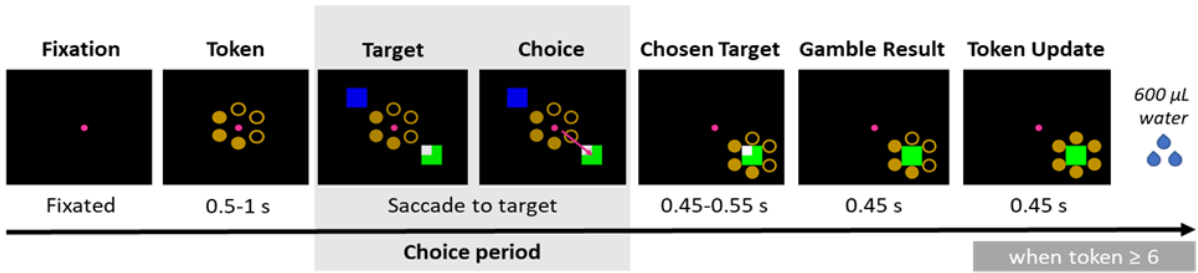 Fixation
Token
Target
Choice
Chosen Target
Gamble Result
Token Update
600 µL
water
Fixated
0.5-1 s
Saccade to target
0.45-0.55 s
0.45 s
0.45 s
Choice period
when token ≥ 6